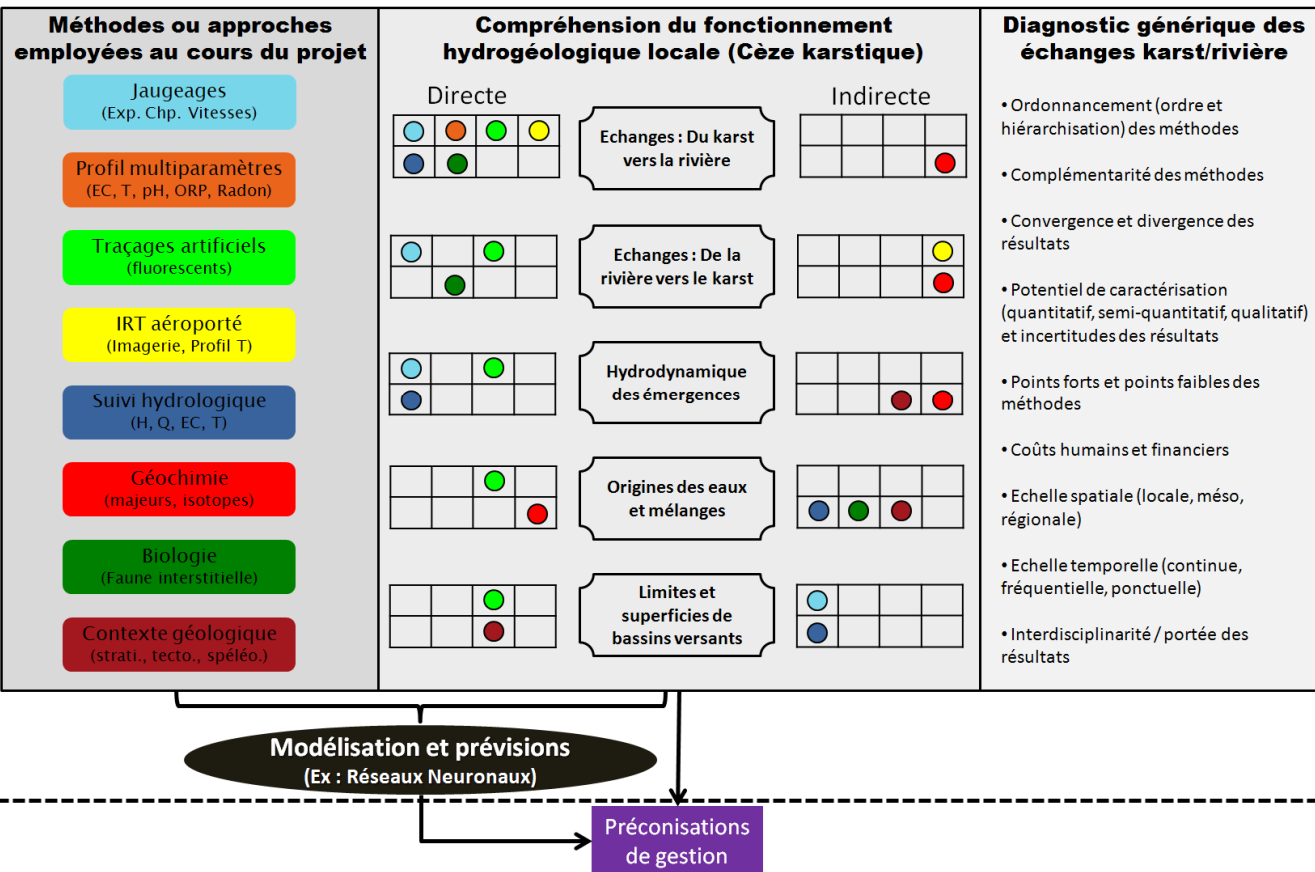 Méthodes ou approches
employées au cours du projet
Jaugeages
(Exp. Chp. Vitesses)
Profil multiparamètres
(EC, T, pH, ORP, Radon)
Traçages artificiels
(fluorescents)
IRT aéroporté
(Imagerie, Profil T)
Suivi hydrologique
(H, Q, EC, T)
Géochimie
(majeurs, isotopes)
Biologie
(Faune interstitielle)
Contexte géologique
(strati., tecto., spéléo.)
Compréhension du fonctionnement
hydrogéologique locale (Cèze karstique)
Directe
Indirecte
Echanges : Du karst
vers la rivière
Echanges : De la
rivière vers le karst
Hydrodynamique
des émergences
Origines des eaux
et mélanges
Limites et
superficies de
bassins versants
Diagnostic générique des
échanges karst/rivière
• Ordonnancement (ordre et
hiérarchisation) des méthodes
• Complémentarité des méthodes
• Convergence et divergence des
résultats
• Potentiel de caractérisation
(quantitatif, semi-quantitatif, qualitatif)
et incertitudes des résultats
• Points forts et points faibles des
méthodes
• Coûts humains et financiers
• Echelle spatiale (locale, méso,
régionale)
• Echelle temporelle (continue,
fréquentielle, ponctuelle)
• Interdisciplinarité / portée des
résultats
Modélisation et prévisions
(Ex : Réseaux Neuronaux)
Préconisations
de gestion